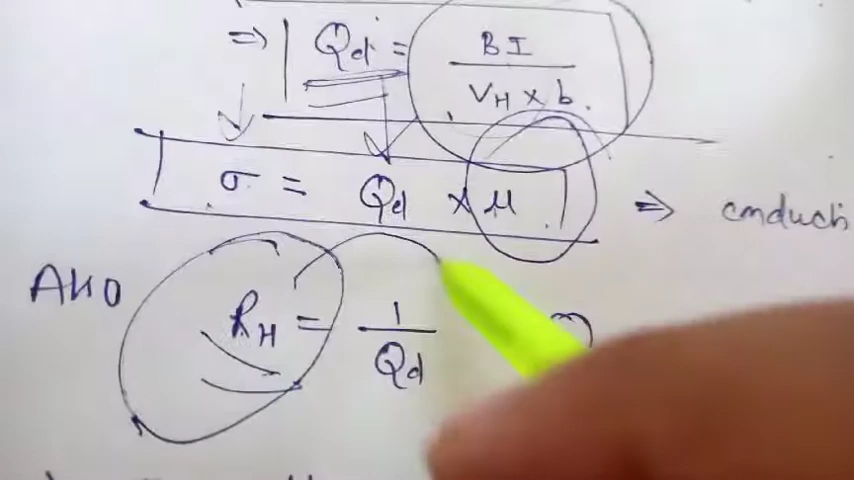 ⇒ Qd = BI / VH × b
σ = Qd × μ ⇒ conducti
Also RH = 1 / Qd